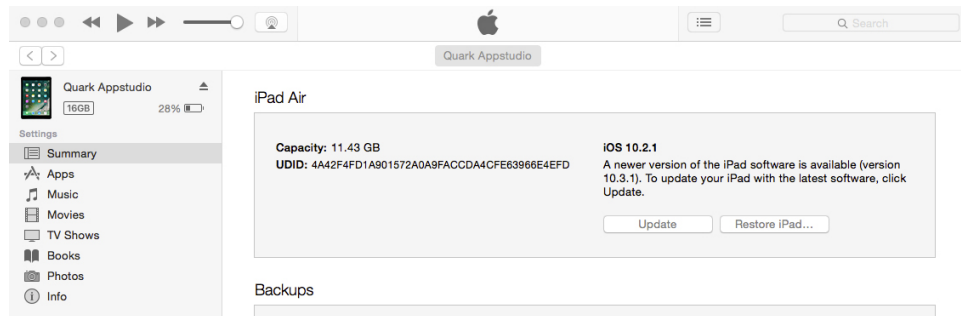 Search
Quark Appstudio
Quark Appstudio
16GB 28%
Settings
Summary
Apps
Music
Movies
TV Shows
Books
Photos
Info
iPad Air
Capacity: 11.43 GB
UDID: 4A42F4FD1A901572A0A9FACCDA4CFE63966E4EFD
iOS 10.2.1
A newer version of the iPad software is available (version
10.3.1). To update your iPad with the latest software, click
Update.
Update Restore iPad...
Backups